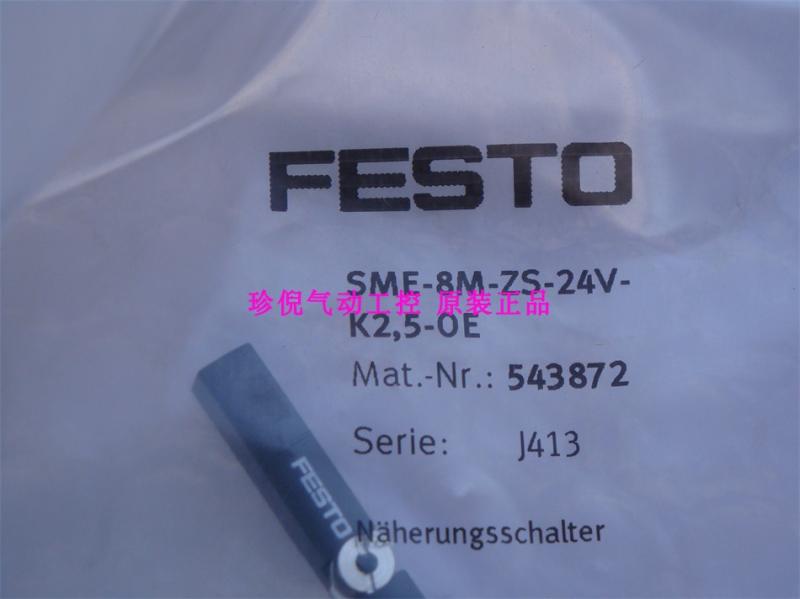 FESTO
SME-8M-ZS-24V-
珍倪气动工控 原装正品
K2,5-OE
Mat.-Nr.: 543872
Serie: J413
FESTO
Näherungsschalter